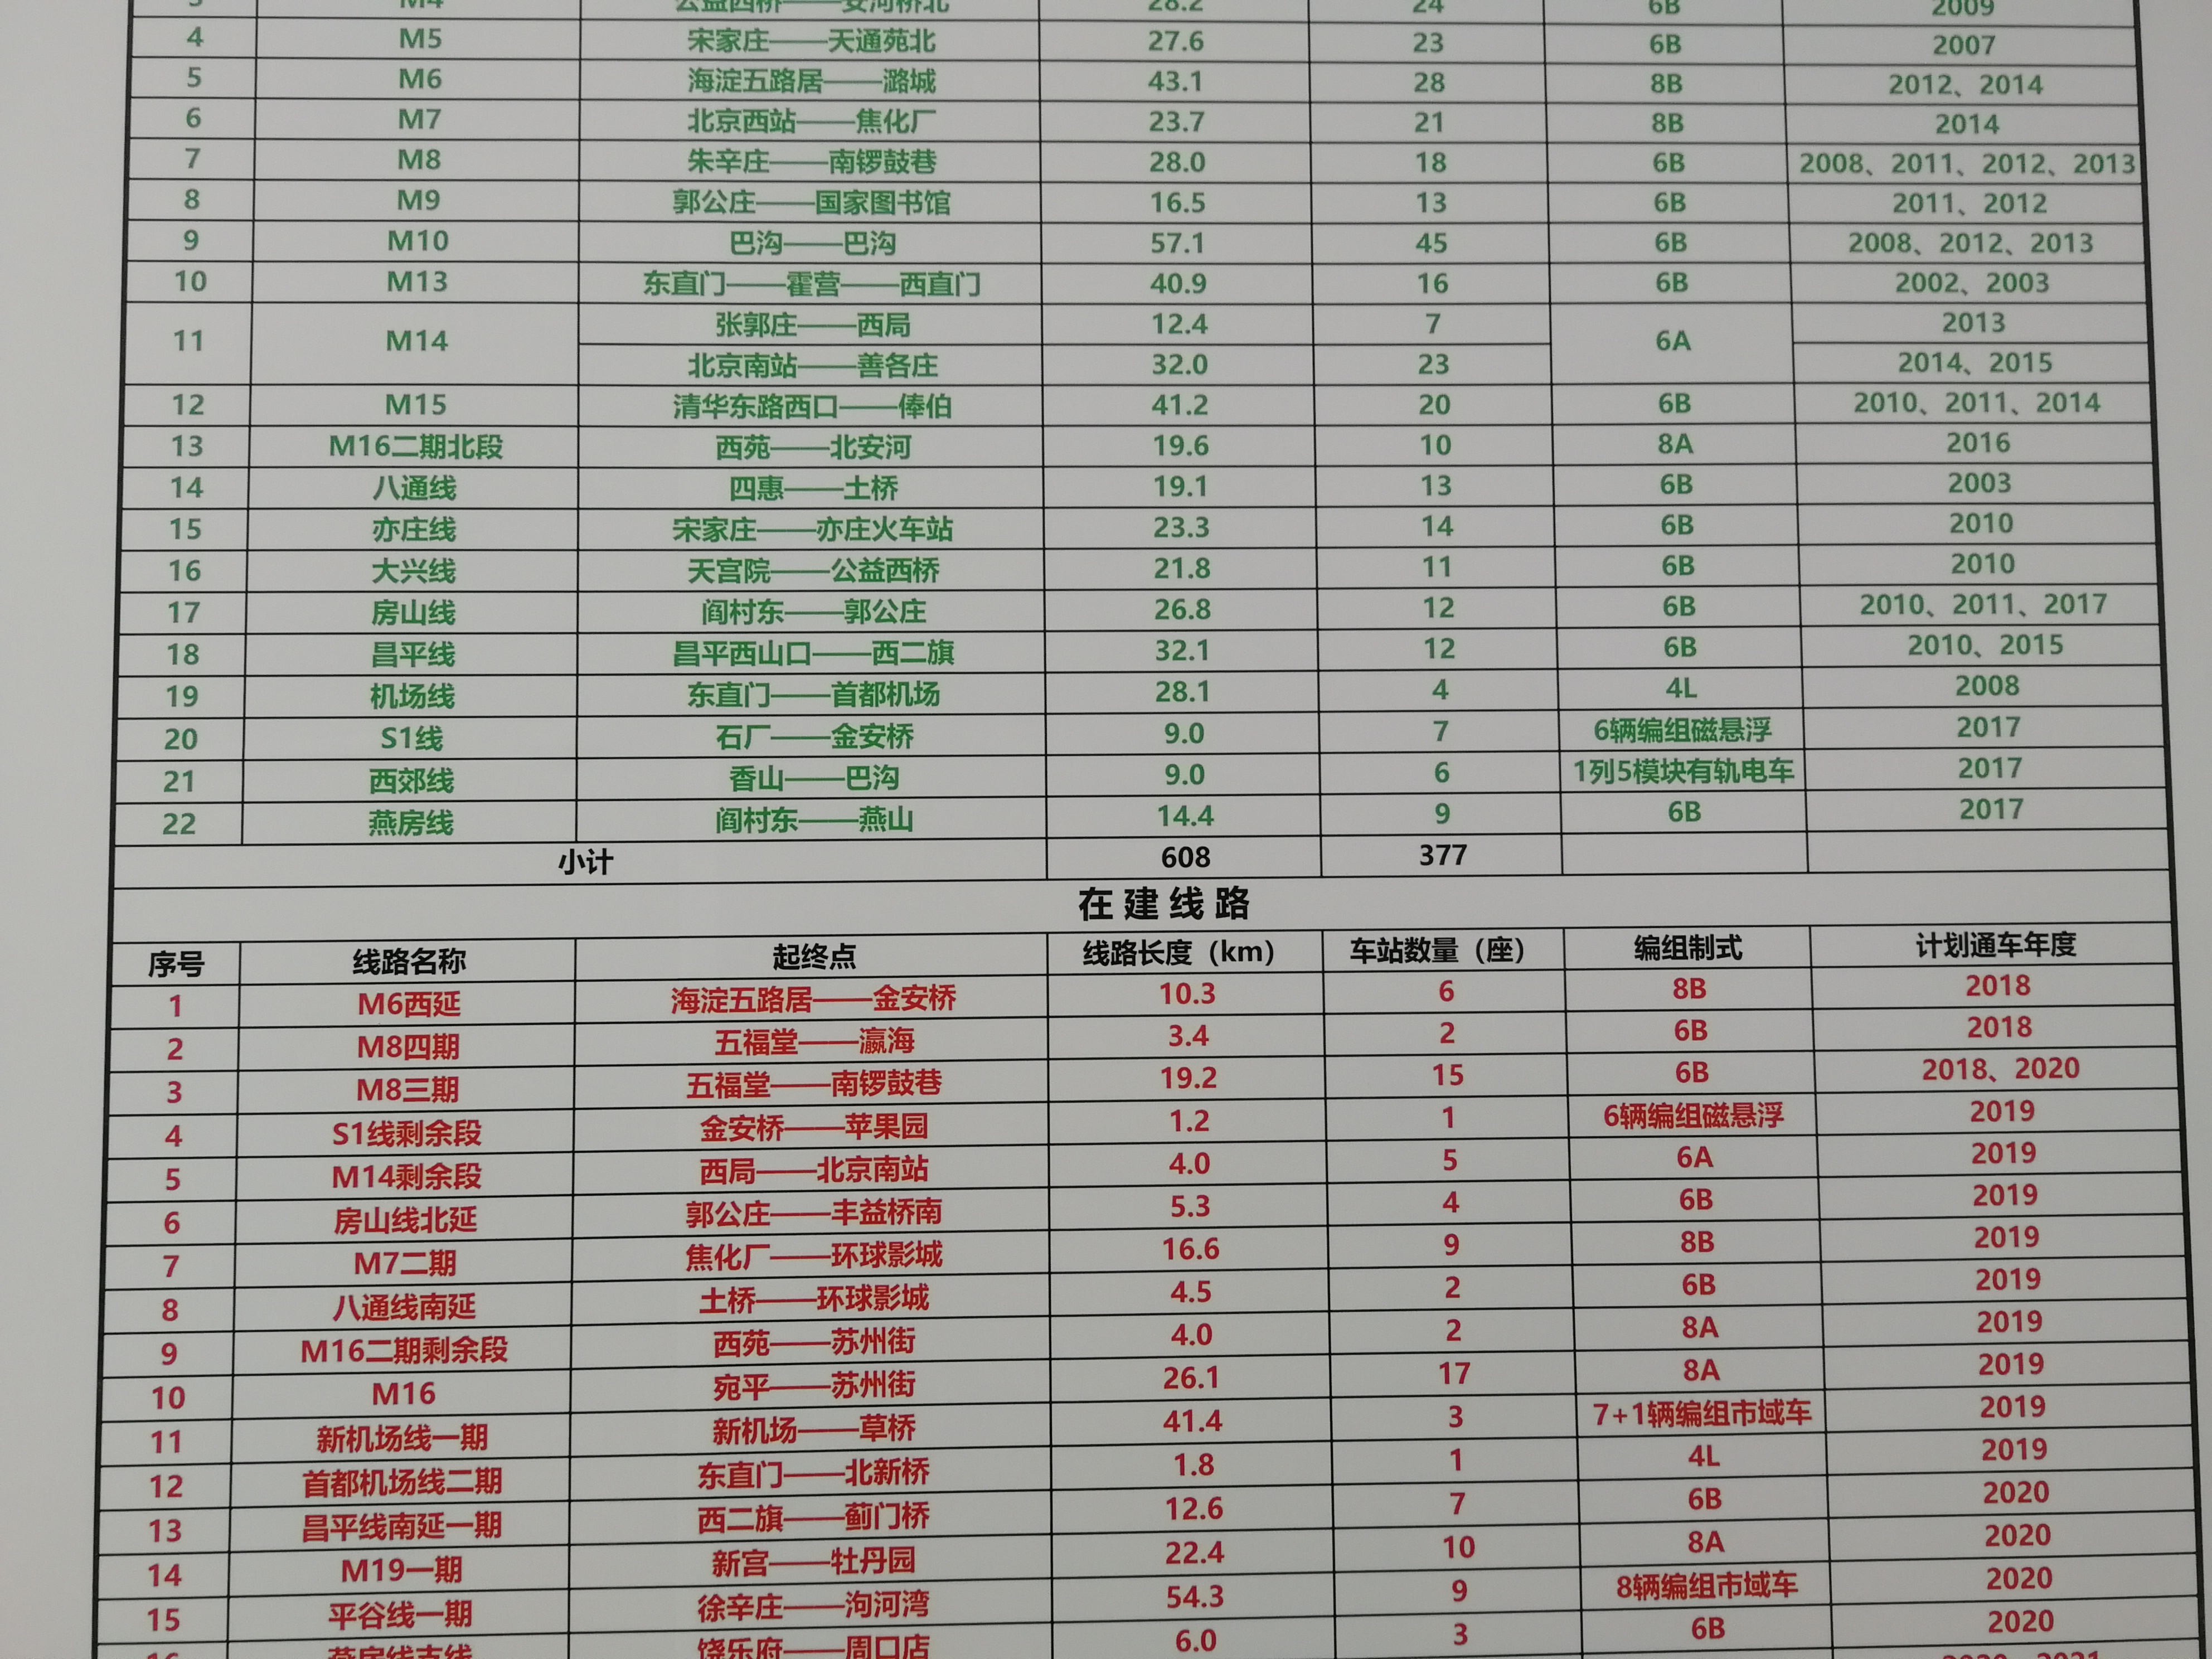 3 M4 公益西桥——安河桥北 28.2 24 6B 2009
4 M5 宋家庄——天通苑北 27.6 23 6B 2007
5 M6 海淀五路居——潞城 43.1 28 8B 2012、2014
6 M7 北京西站——焦化厂 23.7 21 8B 2014
7 M8 朱辛庄——南锣鼓巷 28.0 18 6B 2008、2011、2012、2013
8 M9 郭公庄——国家图书馆 16.5 13 6B 2011、2012
9 M10 巴沟——巴沟 57.1 45 6B 2008、2012、2013
10 M13 东直门——霍营——西直门 40.9 16 6B 2002、2003
11 M14 张郭庄——西局 12.4 7 6A 2013
北京南站——善各庄 32.0 23 2014、2015
12 M15 清华东路西口——俸伯 41.2 20 6B 2010、2011、2014
13 M16二期北段 西苑——北安河 19.6 10 8A 2016
14 八通线 四惠——土桥 19.1 13 6B 2003
15 亦庄线 宋家庄——亦庄火车站 23.3 14 6B 2010
16 大兴线 天宫院——公益西桥 21.8 11 6B 2010
17 房山线 阎村东——郭公庄 26.8 12 6B 2010、2011、2017
18 昌平线 昌平西山口——西二旗 32.1 12 6B 2010、2015
19 机场线 东直门——首都机场 28.1 4 4L 2008
20 S1线 石厂——金安桥 9.0 7 6辆编组磁悬浮 2017
21 西郊线 香山——巴沟 9.0 6 1列5模块有轨电车 2017
22 燕房线 阎村东——燕山 14.4 9 6B 2017
小计 608 377
在建线路
序号 线路名称 起终点 线路长度（km） 车站数量（座） 编组制式 计划通车年度
1 M6西延 海淀五路居——金安桥 10.3 6 8B 2018
2 M8四期 五福堂——瀛海 3.4 2 6B 2018
3 M8三期 五福堂——南锣鼓巷 19.2 15 6B 2018、2020
4 S1线剩余段 金安桥——苹果园 1.2 1 6辆编组磁悬浮 2019
5 M14剩余段 西局——北京南站 4.0 5 6A 2019
6 房山线北延 郭公庄——丰益桥南 5.3 4 6B 2019
7 M7二期 焦化厂——环球影城 16.6 9 8B 2019
8 八通线南延 土桥——环球影城 4.5 2 6B 2019
9 M16二期剩余段 西苑——苏州街 4.0 2 8A 2019
10 M16 宛平——苏州街 26.1 17 8A 2019
11 新机场线一期 新机场——草桥 41.4 3 7+1辆编组市域车 2019
12 首都机场线二期 东直门——北新桥 1.8 1 4L 2019
13 昌平线南延一期 西二旗——蓟门桥 12.6 7 6B 2020
14 M19一期 新宫——牡丹园 22.4 10 8A 2020
15 平谷线一期 徐辛庄——洵河湾 54.3 9 8辆编组市域车 2020
16 燕房线支线 饶乐府——周口店 6.0 3 6B 2020
2020、2021